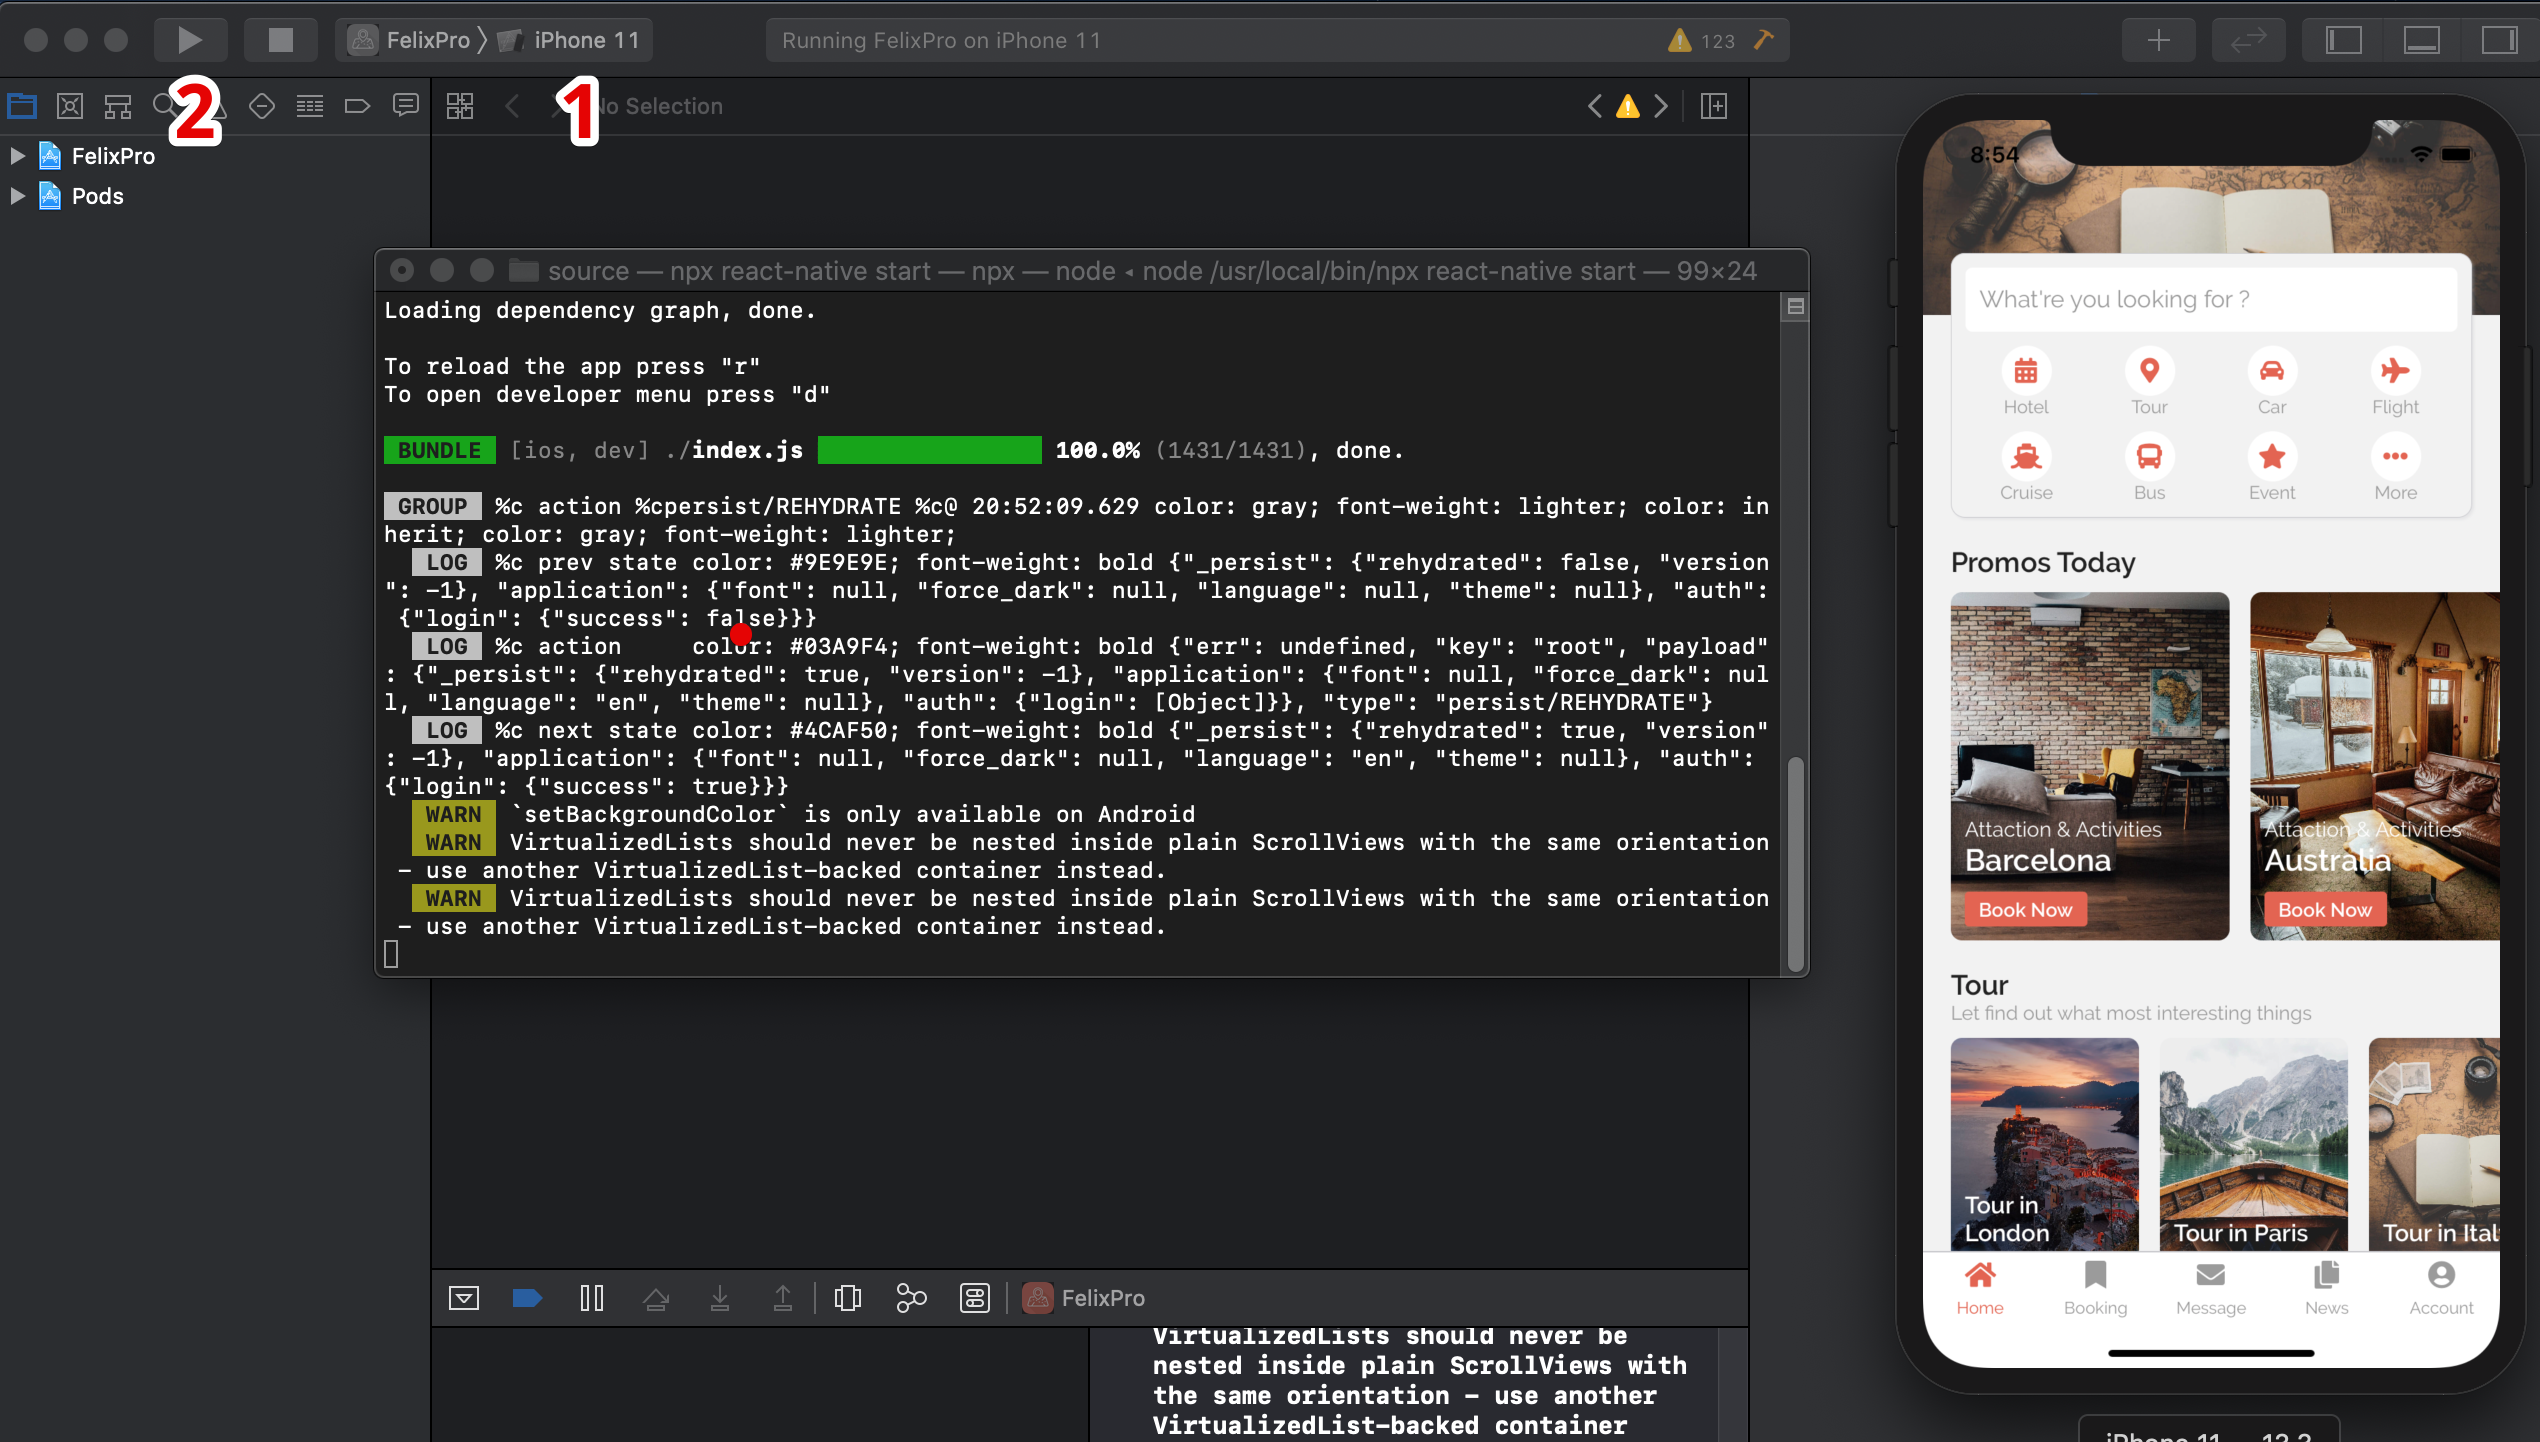 FelixPro 〉 iPhone 11
Running FelixPro on iPhone 11
123
2
1
No Selection
FelixPro
Pods
source — npx react-native start — npx — node ◂ node /usr/local/bin/npx react-native start — 99×24
Loading dependency graph, done.
To reload the app press "r"
To open developer menu press "d"
BUNDLE [ios, dev] ./index.js 100.0% (1431/1431), done.
GROUP %c action %cpersist/REHYDRATE %c@ 20:52:09.629 color: gray; font-weight: lighter; color: in
herit; color: gray; font-weight: lighter;
LOG %c prev state color: #9E9E9E; font-weight: bold {"_persist": {"rehydrated": false, "version
": -1}, "application": {"font": null, "force_dark": null, "language": null, "theme": null}, "auth":
{"login": {"success": false}}}
LOG %c action color: #03A9F4; font-weight: bold {"err": undefined, "key": "root", "payload"
: {"_persist": {"rehydrated": true, "version": -1}, "application": {"font": null, "force_dark": nul
l, "language": "en", "theme": null}, "auth": {"login": [Object]}}, "type": "persist/REHYDRATE"}
LOG %c next state color: #4CAF50; font-weight: bold {"_persist": {"rehydrated": true, "version"
: -1}, "application": {"font": null, "force_dark": null, "language": "en", "theme": null}, "auth":
{"login": {"success": true}}}
WARN `setBackgroundColor` is only available on Android
WARN VirtualizedLists should never be nested inside plain ScrollViews with the same orientation
- use another VirtualizedList-backed container instead.
WARN VirtualizedLists should never be nested inside plain ScrollViews with the same orientation
- use another VirtualizedList-backed container instead.
FelixPro
VirtualizedLists should never be
nested inside plain ScrollViews with
the same orientation - use another
VirtualizedList-backed container
8:54
What're you looking for ?
Hotel Tour Car Flight
Cruise Bus Event More
Promos Today
Attaction & Activities
Barcelona
Book Now
Attaction & Activities
Australia
Book Now
Tour
Let find out what most interesting things
Tour in
London
Tour in Paris
Tour in Ital
Home Booking Message News Account
iPhone 11